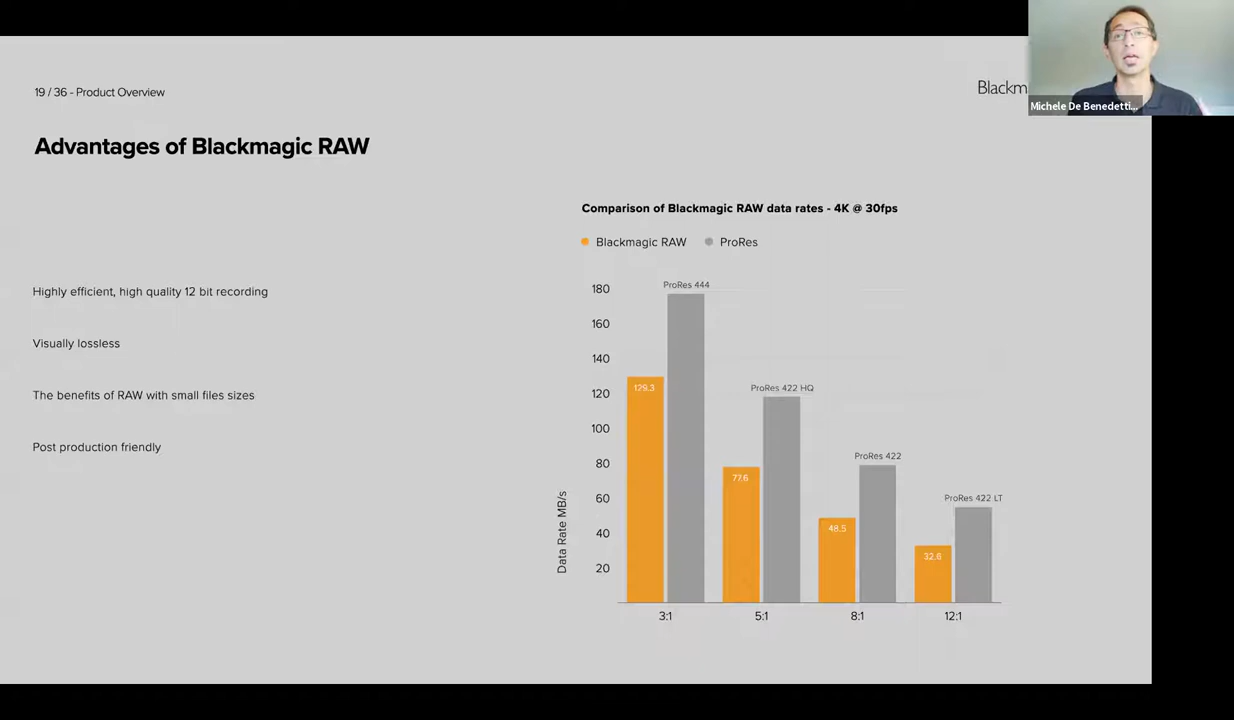 19 / 36 - Product Overview
Blackm
Michele De Benedetti...
Advantages of Blackmagic RAW
Comparison of Blackmagic RAW data rates - 4K @ 30fps
Blackmagic RAW
ProRes
Highly efficient, high quality 12 bit recording
Visually lossless
The benefits of RAW with small files sizes
Post production friendly
180
160
140
120
100
80
60
40
20
Data Rate MB/s
ProRes 444
129.3
ProRes 422 HQ
77.6
ProRes 422
48.5
ProRes 422 LT
32.6
3:1
5:1
8:1
12:1